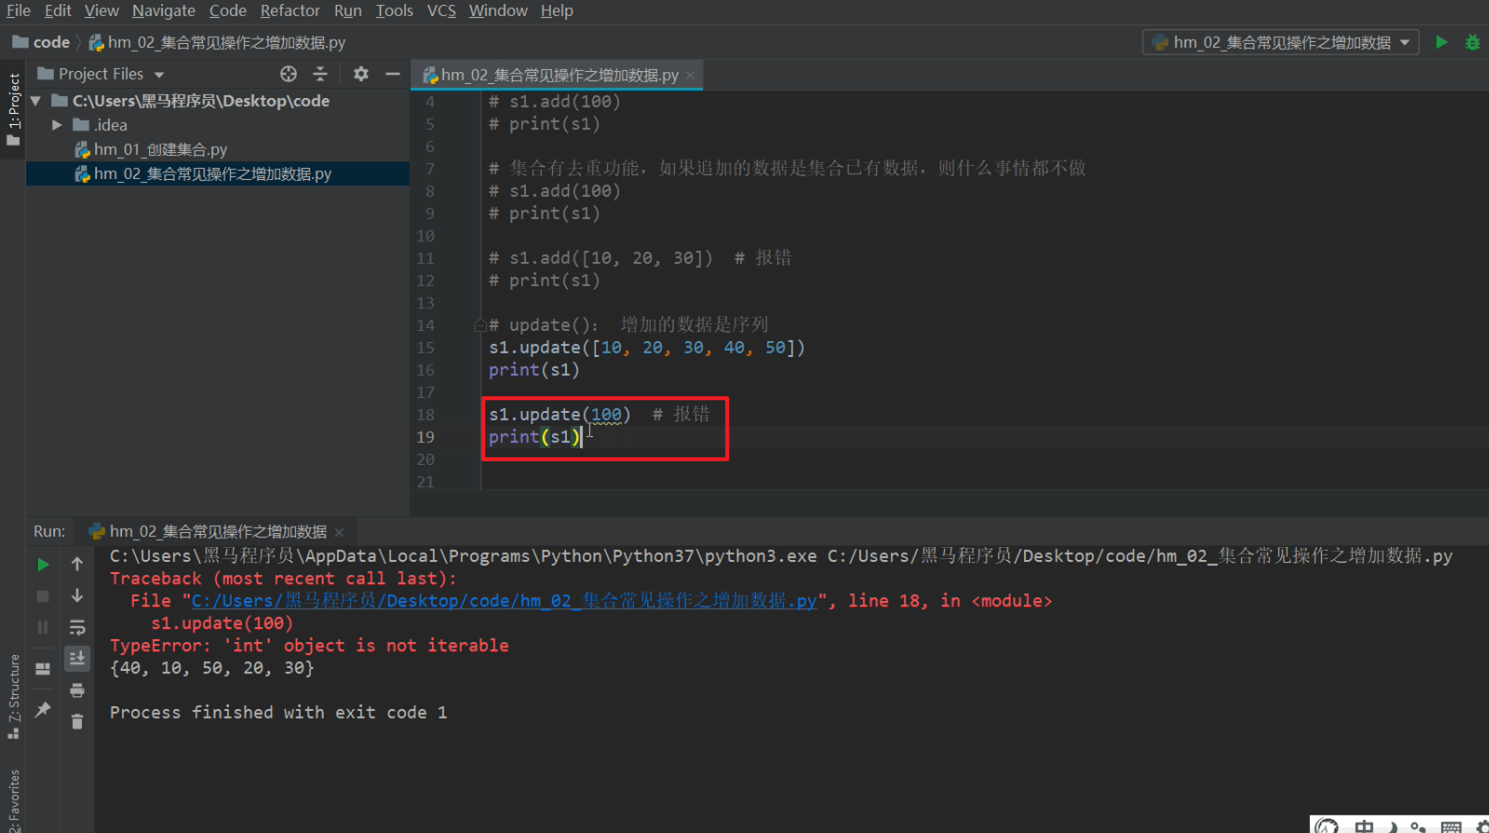 File Edit View Navigate Code Refactor Run Tools VCS Window Help
code hm_02_集合常见操作之增加数据.py
hm_02_集合常见操作之增加数据
1: Project
Project Files
hm_02_集合常见操作之增加数据.py
C:\Users\黑马程序员\Desktop\code
.idea
hm_01_创建集合.py
hm_02_集合常见操作之增加数据.py
4 # s1.add(100)
5 # print(s1)
6
7 # 集合有去重功能，如果追加的数据是集合已有数据，则什么事情都不做
8 # s1.add(100)
9 # print(s1)
10
11 # s1.add([10, 20, 30])  # 报错
12 # print(s1)
13
14 # update(): 增加的数据是序列
15 s1.update([10, 20, 30, 40, 50])
16 print(s1)
17
18 s1.update(100)  # 报错
19 print(s1)
20
21
Run: hm_02_集合常见操作之增加数据
C:\Users\黑马程序员\AppData\Local\Programs\Python\Python37\python3.exe C:/Users/黑马程序员/Desktop/code/hm_02_集合常见操作之增加数据.py
Traceback (most recent call last):
File "C:/Users/黑马程序员/Desktop/code/hm_02_集合常见操作之增加数据.py", line 18, in <module>
s1.update(100)
TypeError: 'int' object is not iterable
{40, 10, 50, 20, 30}
Process finished with exit code 1
Z: Structure
2: Favorites
中